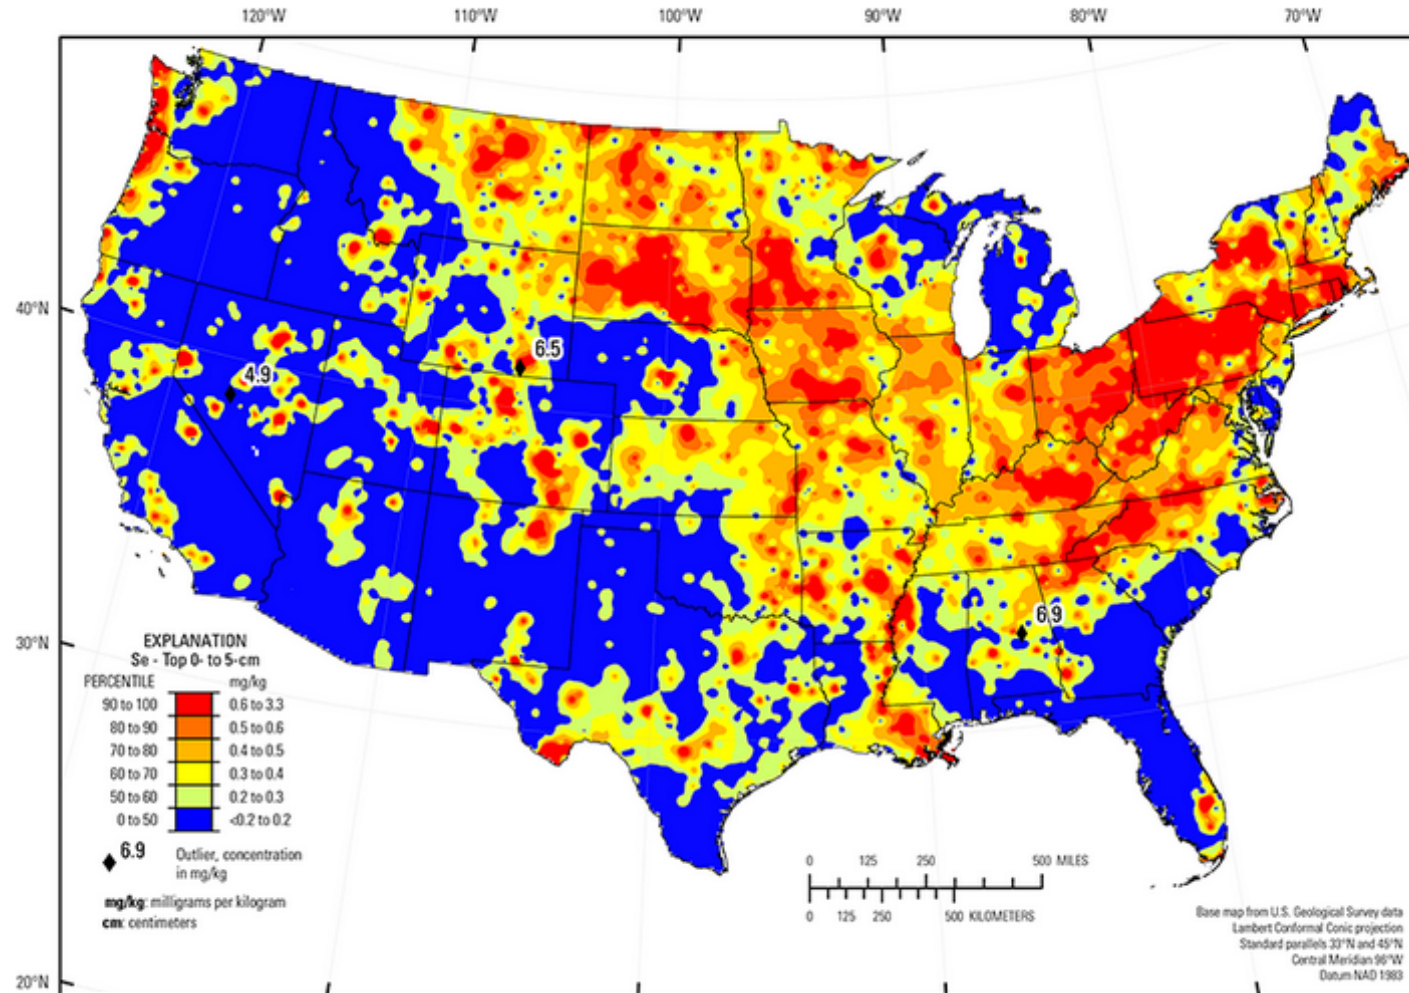 120°W 110°W 100°W 90°W 80°W 70°W
40°N
6.5
4.9
6.9
30°N
EXPLANATION
Se - Top 0- to 5-cm
PERCENTILE mg/kg
90 to 100 0.6 to 3.3
80 to 90 0.5 to 0.6
70 to 80 0.4 to 0.5
60 to 70 0.3 to 0.4
50 to 60 0.2 to 0.3
0 to 50 <0.2 to 0.2
6.9 Outlier, concentration
in mg/kg
mg/kg: milligrams per kilogram
cm: centimeters
0 125 250 500 MILES
0 125 250 500 KILOMETERS
Base map from U.S. Geological Survey data
Lambert Conformal Conic projection
Standard parallels 33°N and 45°N
Central Meridian 96°W
Datum NAD 1983
20°N